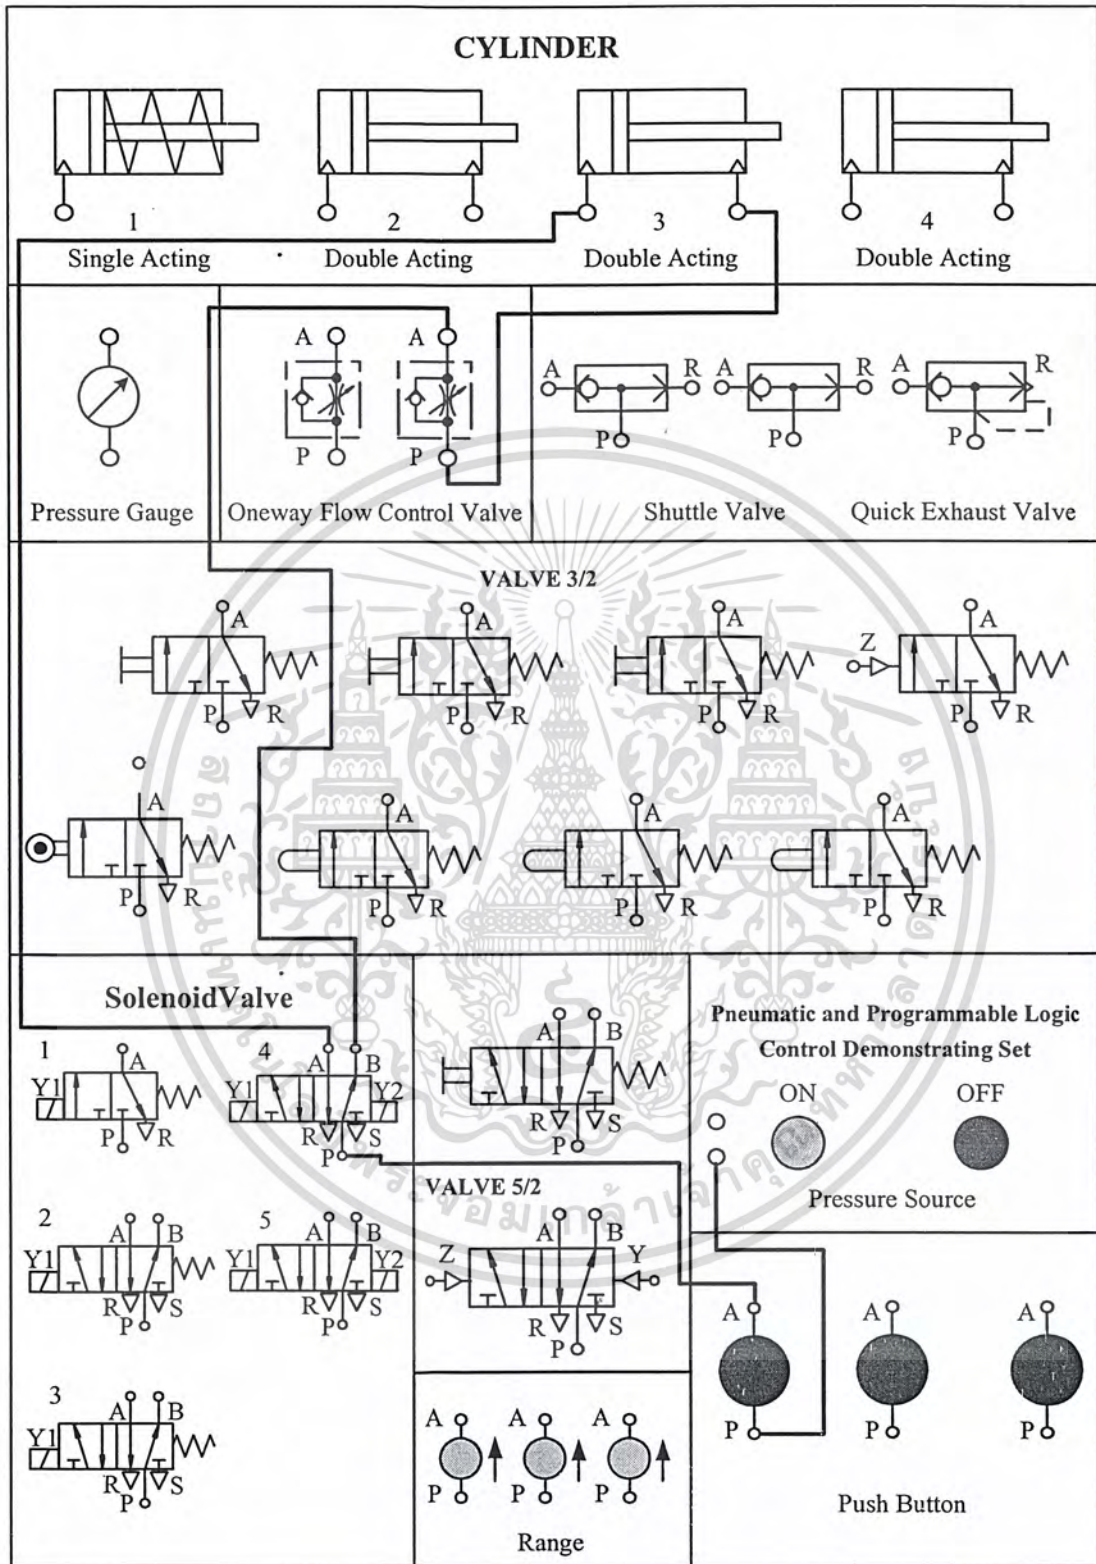 CYLINDER
1 2 3 4
Single Acting Double Acting Double Acting Double Acting
A A A R A R A R
P P P P P
Pressure Gauge Oneway Flow Control Valve Shuttle Valve Quick Exhaust Valve
VALVE 3/2
A A A Z A
P R P R P R P R
A A A A
P R P R P R P R
SolenoidValve
1 A 4 A B
Y1 Y1 Y2
P R R P S
2 A B 5 A B
Y1 Y1 Y2
R P S R P S
3 A B
Y1
R P S
A B
R P S
VALVE 5/2
A B
Z Y
R P S
A A A
P P P
Range
Pneumatic and Programmable Logic
Control Demonstrating Set
ON OFF
Pressure Source
A A A
P P P
Push Button